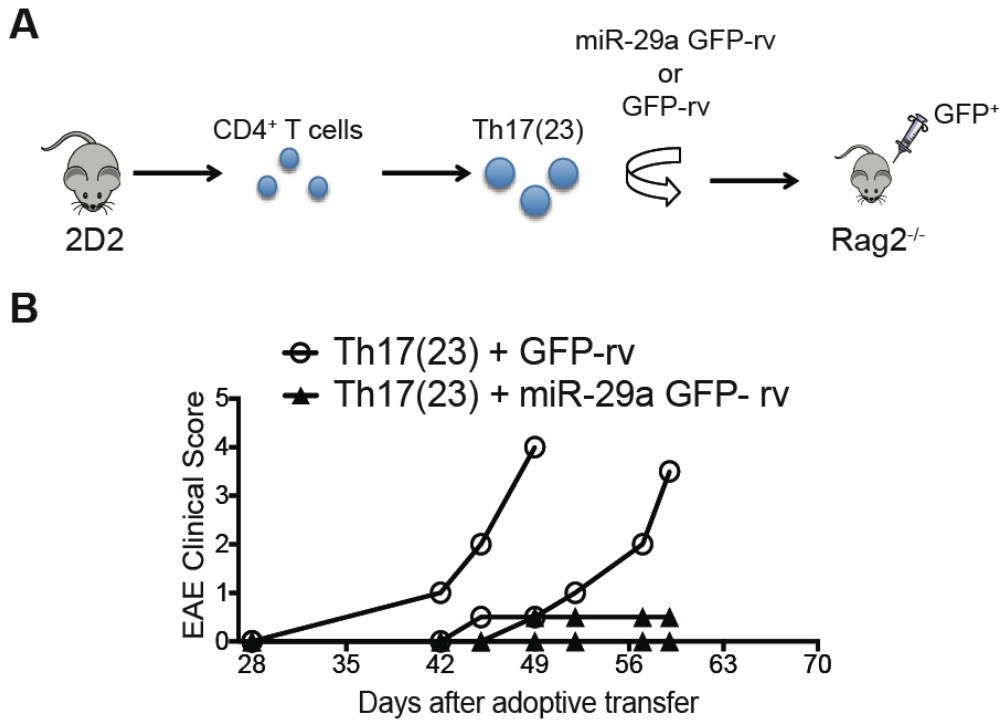 A
miR-29a GFP-rv
or
GFP-rv
CD4⁺ T cells
Th17(23)
GFP⁺
2D2
Rag2⁻/⁻
B
Th17(23) + GFP-rv
Th17(23) + miR-29a GFP- rv
EAE Clinical Score
5
4
3
2
1
0
28 35 42 49 56 63 70
Days after adoptive transfer